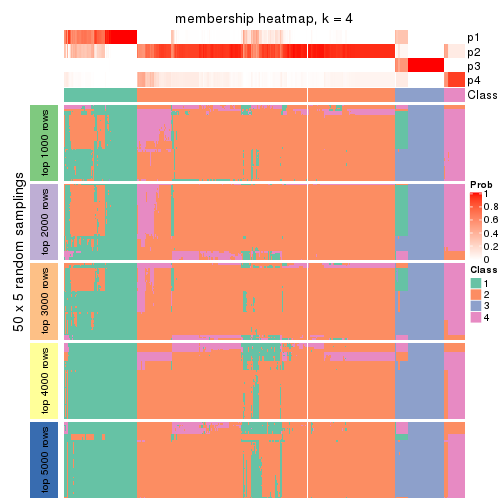 membership heatmap, k = 4
p1
p2
p3
p4
Class
50 x 5 random samplings
top 1000 rows
top 2000 rows
top 3000 rows
top 4000 rows
top 5000 rows
Prob
1
0.8
0.6
0.4
0.2
0
Class
1
2
3
4